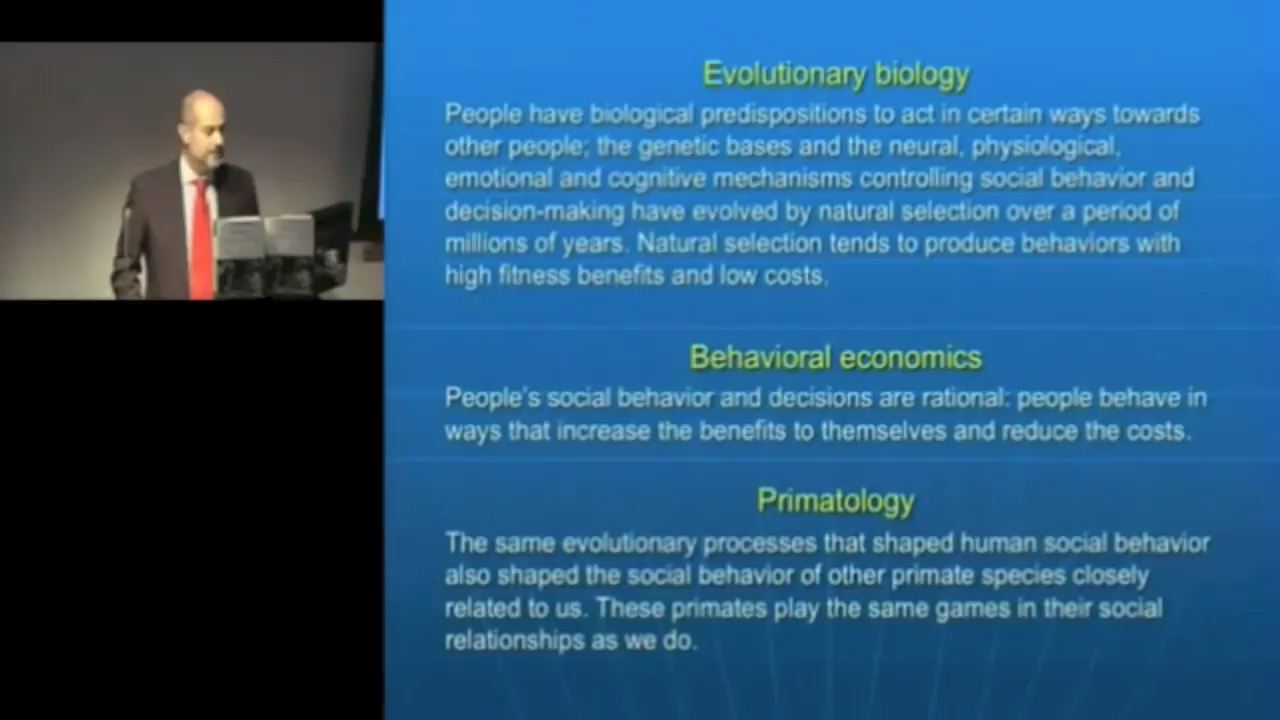 Evolutionary biology
People have biological predispositions to act in certain ways towards
other people; the genetic bases and the neural, physiological,
emotional and cognitive mechanisms controlling social behavior and
decision-making have evolved by natural selection over a period of
millions of years. Natural selection tends to produce behaviors with
high fitness benefits and low costs.
Behavioral economics
People's social behavior and decisions are rational: people behave in
ways that increase the benefits to themselves and reduce the costs.
Primatology
The same evolutionary processes that shaped human social behavior
also shaped the social behavior of other primate species closely
related to us. These primates play the same games in their social
relationships as we do.